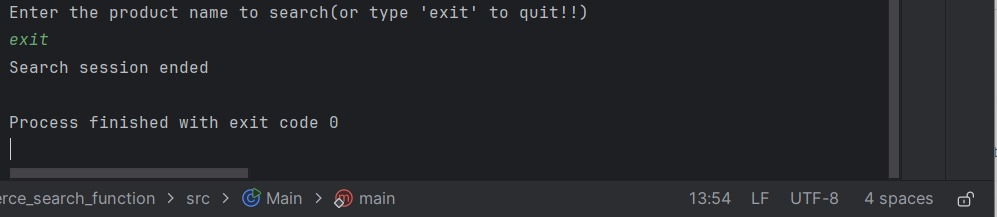 Enter the product name to search(or type 'exit' to quit!!)
exit
Search session ended
Process finished with exit code 0
erce_search_function > src > Main > main 13:54 LF UTF-8 4 spaces